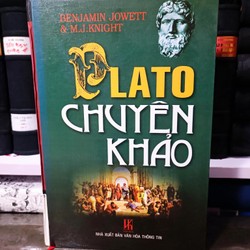 BENJAMIN JOWETT
& M.J. KNIGHT
PLATO
CHUYÊN
KHẢO
NHÀ XUẤT BẢN VĂN HÓA THÔNG TIN